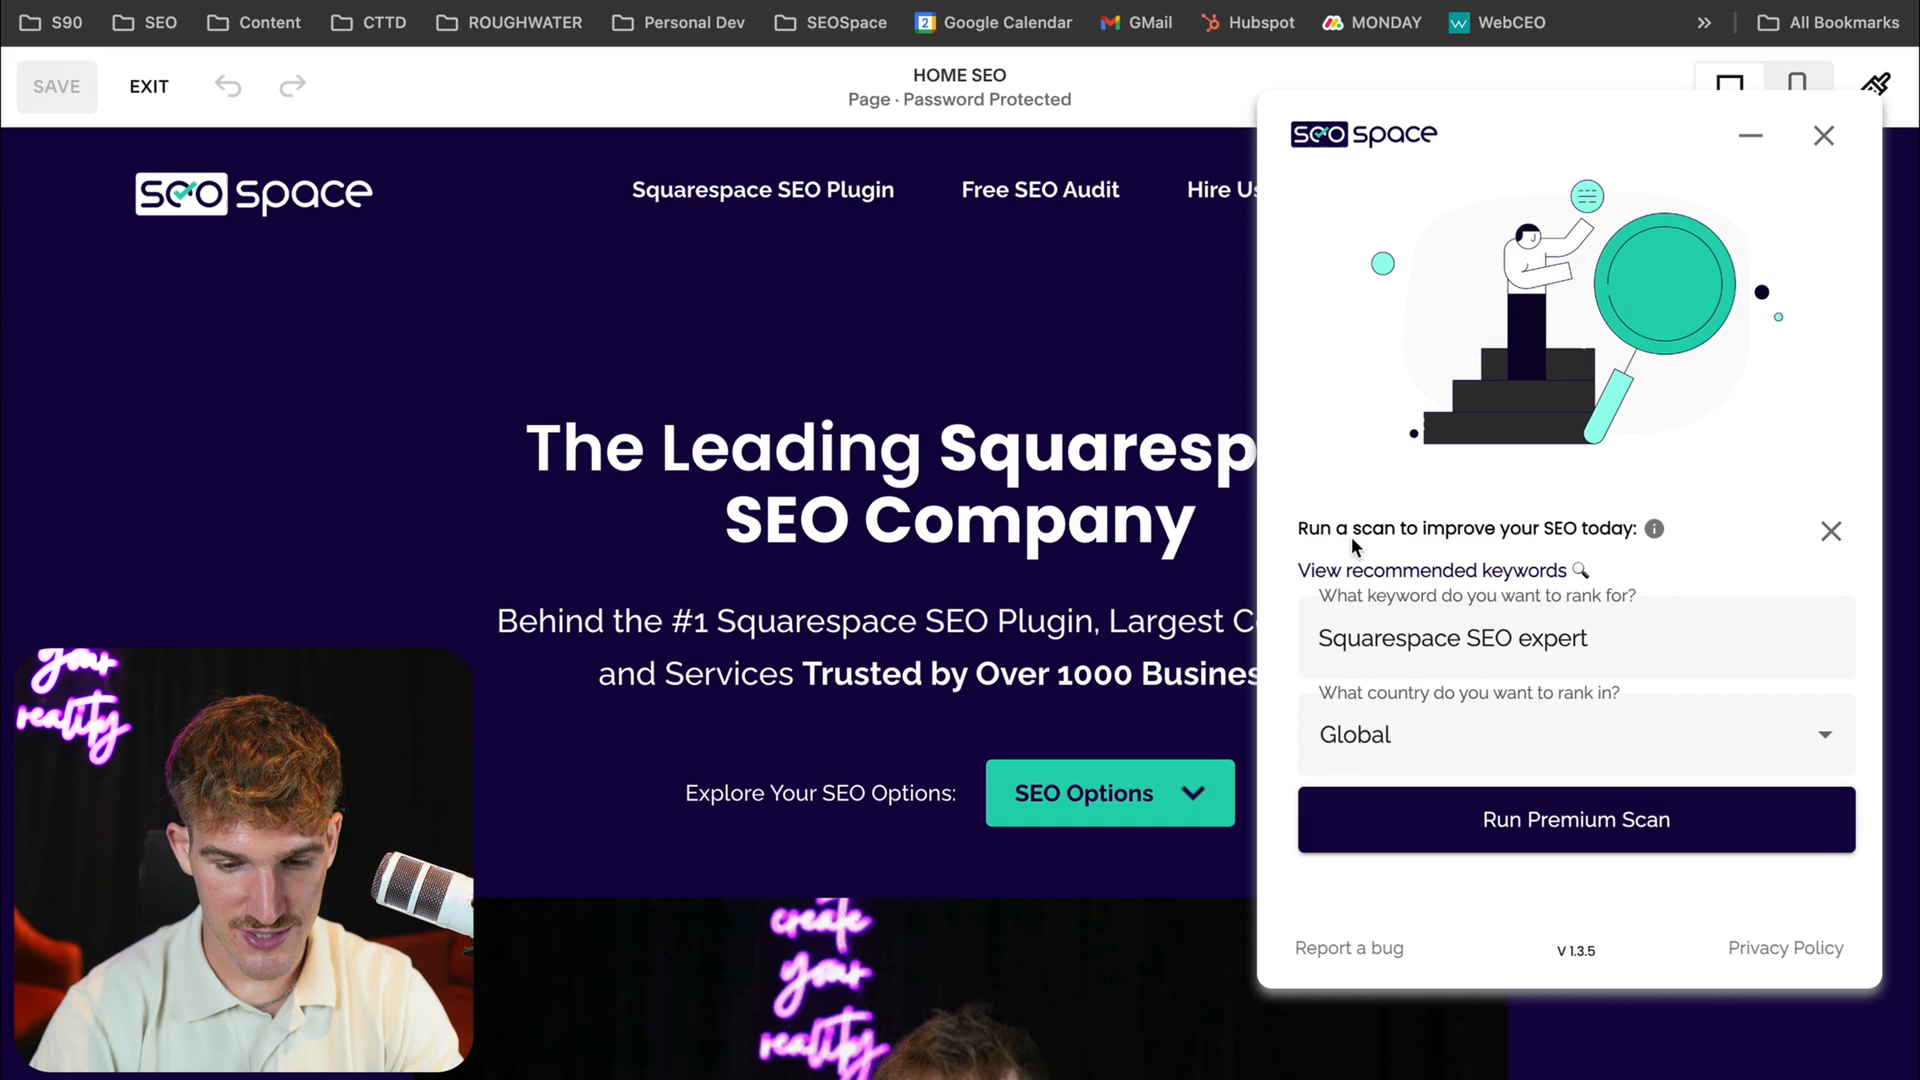 S90 SEO Content CTTD ROUGHWATER Personal Dev SEOSpace Google Calendar GMail Hubspot MONDAY WebCEO » All Bookmarks
SAVE EXIT
HOME SEO
Page · Password Protected
seo space
Squarespace SEO Plugin Free SEO Audit Hire Us
The Leading Squaresp
SEO Company
Behind the #1 Squarespace SEO Plugin, Largest C
and Services Trusted by Over 1000 Busines
Explore Your SEO Options: SEO Options
your
reality
create
your
reality
seo space
Run a scan to improve your SEO today:
View recommended keywords
What keyword do you want to rank for?
Squarespace SEO expert
What country do you want to rank in?
Global
Run Premium Scan
Report a bug V 1.3.5 Privacy Policy